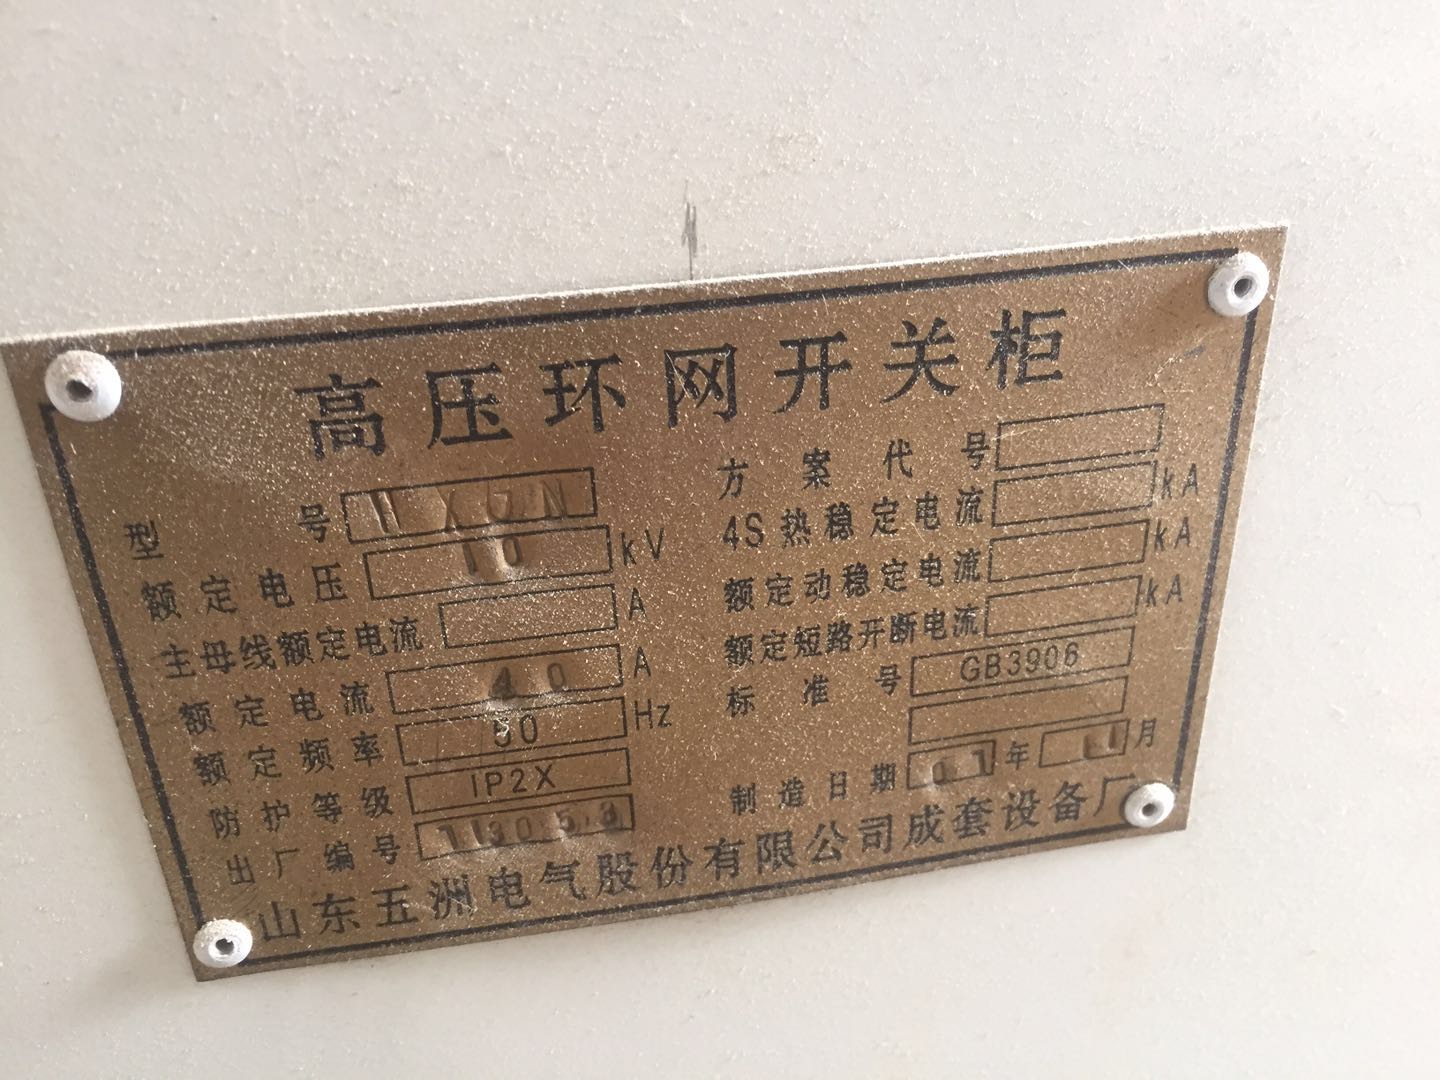 高压环网开关柜
型号 HXGN
额定电压 10 kV
主母线额定电流 A
额定电流 40 A
额定频率 50 Hz
防护等级 IP2X
出厂编号
方案代号
4S热稳定电流 kA
额定动稳定电流 kA
额定短路开断电流 kA
标准号 GB3906
制造日期 07年 11月
山东五洲电气股份有限公司成套设备厂